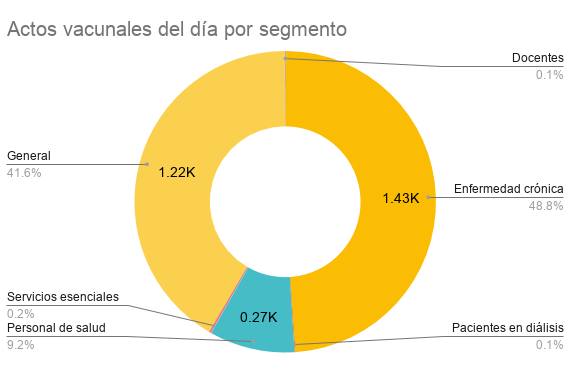 Actos vacunales del día por segmento
Docentes
0.1%
General
41.6%
1.22K
1.43K
Enfermedad crónica
48.8%
Servicios esenciales
0.2%
0.27K
Personal de salud
9.2%
Pacientes en diálisis
0.1%